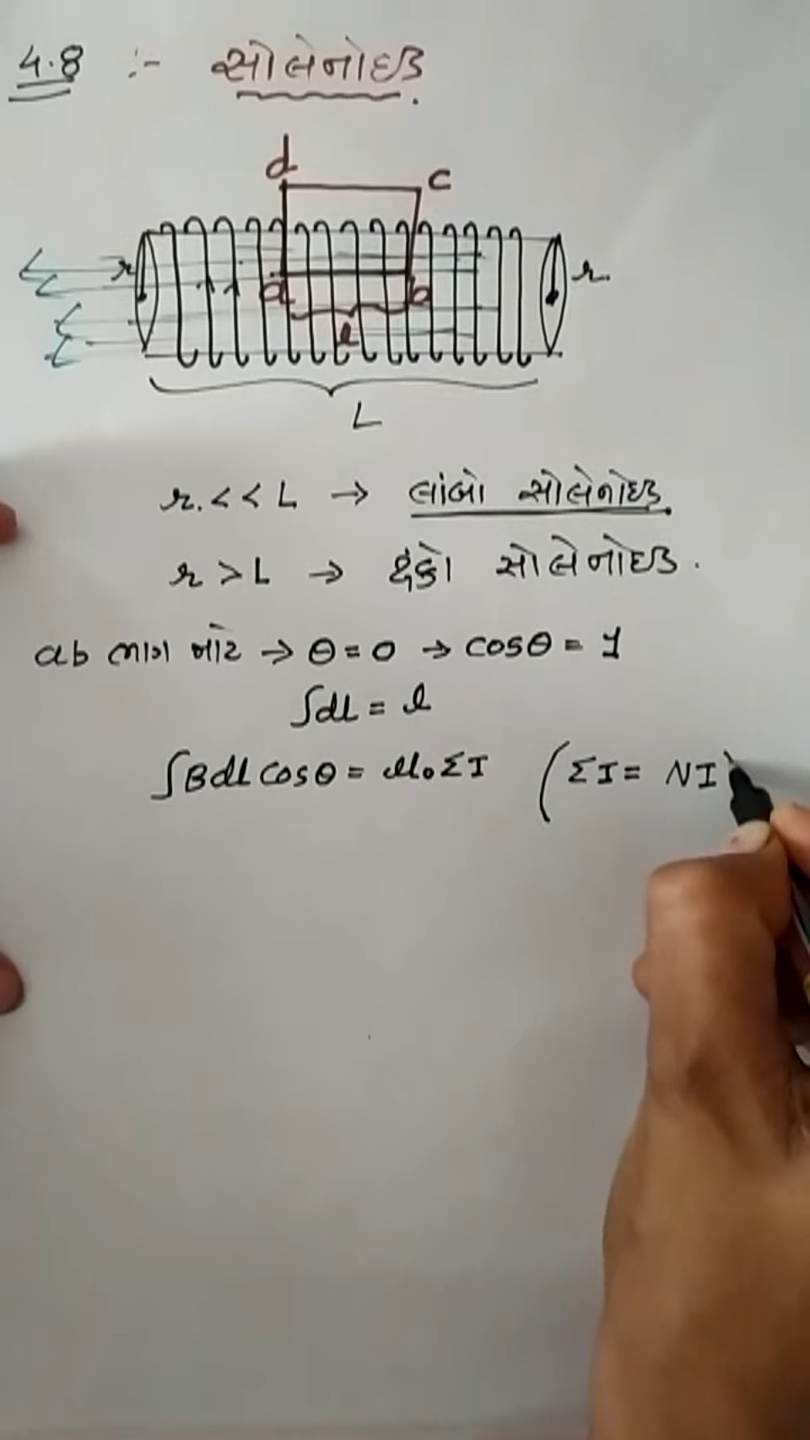 4.8 :- સોલેનોઇડ.
d c
r a b r.
l
L
r. << L → લાંબો સોલેનોઇડ.
r > L → ટૂંકો સોલેનોઇડ.
ab ભાગ માટે → θ = 0 → cosθ = 1
∫dl = l
∫Bdl cosθ = μ₀ΣI (ΣI = NI)